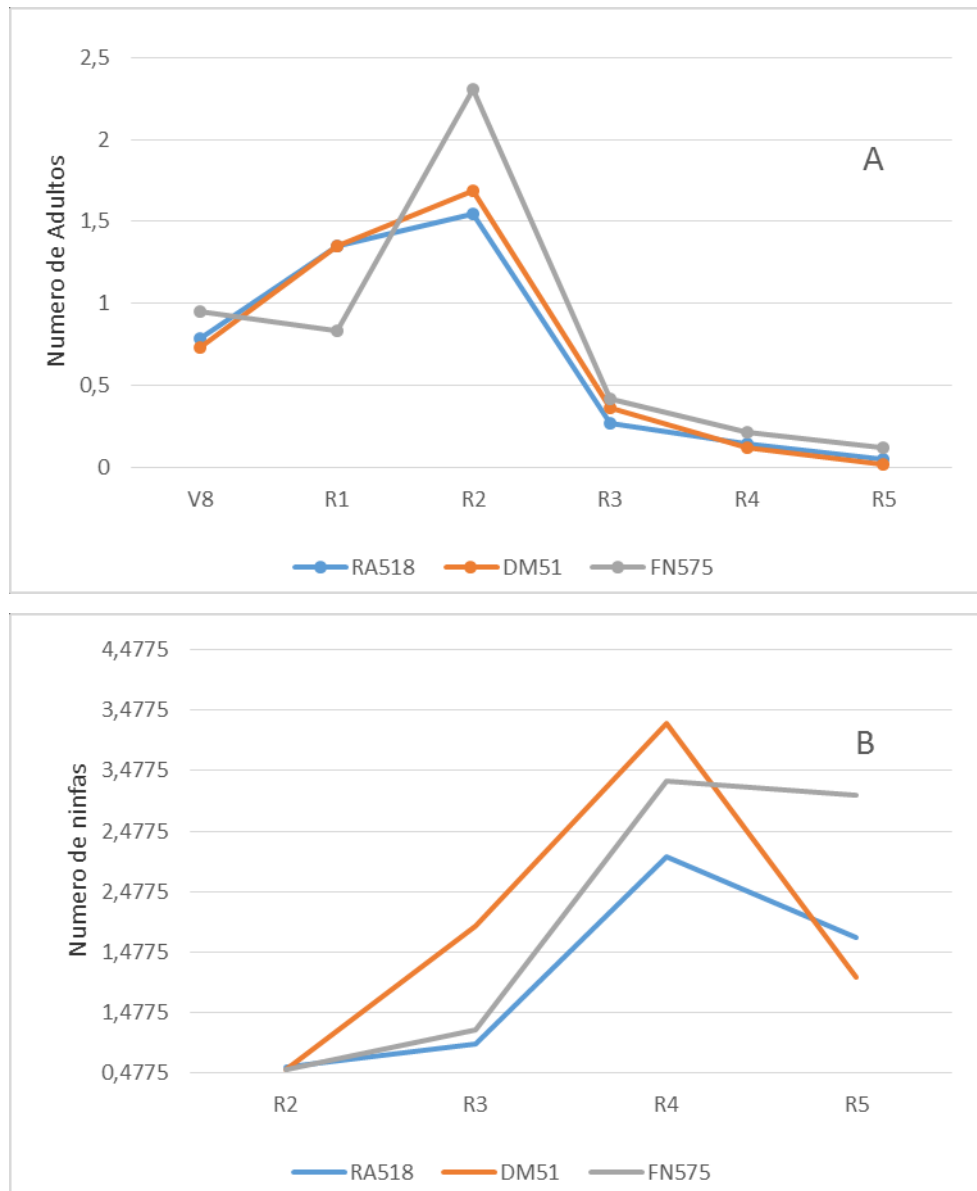 2,5
2
1,5
1
0,5
0
Numero de Adultos
A
V8 R1 R2 R3 R4 R5
RA518 DM51 FN575
4,4775
3,4775
3,4775
2,4775
2,4775
1,4775
1,4775
0,4775
Numero de ninfas
B
R2 R3 R4 R5
RA518 DM51 FN575